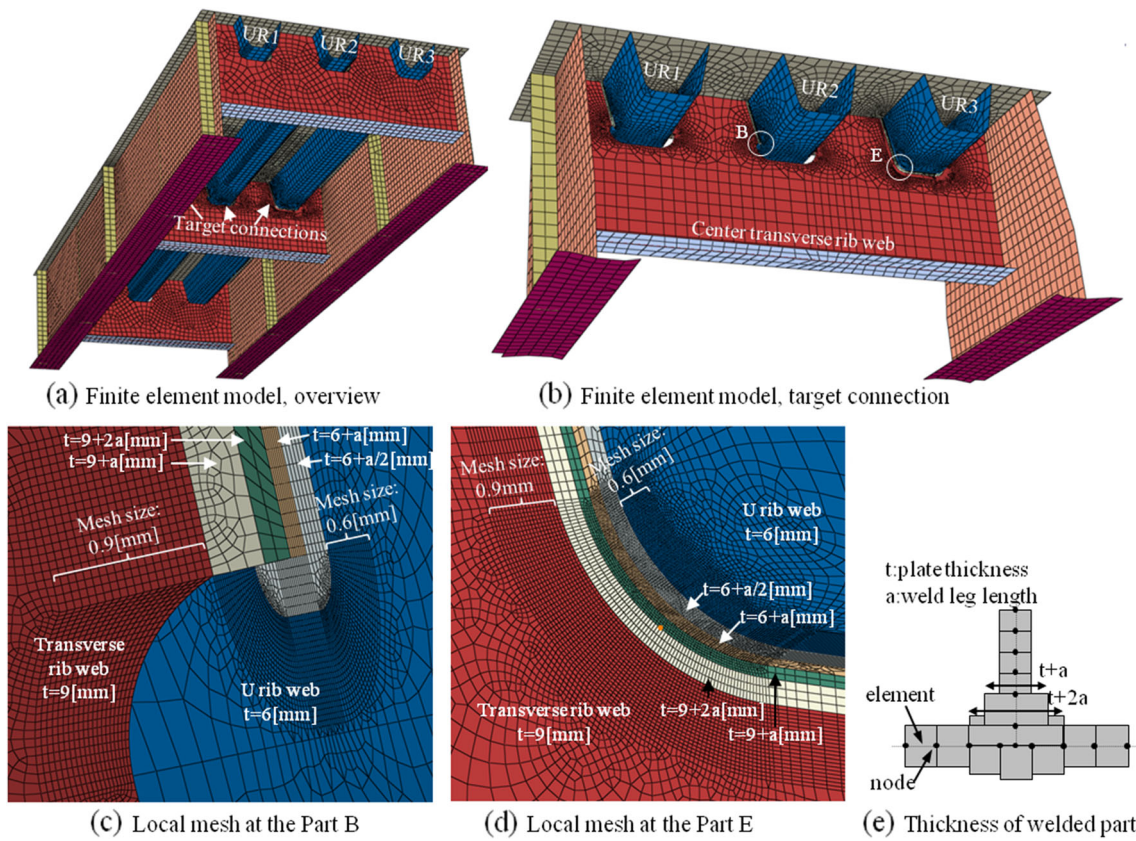 UR1
UR2
UR3
Target connections
(a) Finite element model, overview
UR1
UR2
UR3
B
E
Center transverse rib web
(b) Finite element model, target connection
t=9+2a[mm]
t=9+a[mm]
t=6+a[mm]
t=6+a/2[mm]
Mesh size:
0.9[mm]
Mesh size:
0.6[mm]
Transverse
rib web
t=9[mm]
U rib web
t=6[mm]
(c) Local mesh at the Part B
Mesh size:
0.9mm
Mesh size:
0.6[mm]
U rib web
t=6[mm]
t=6+a/2[mm]
t=6+a[mm]
Transverse rib web
t=9[mm]
t=9+2a[mm]
t=9+a[mm]
(d) Local mesh at the Part E
t:plate thickness
a:weld leg length
t+a
t+2a
element
node
(e) Thickness of welded part